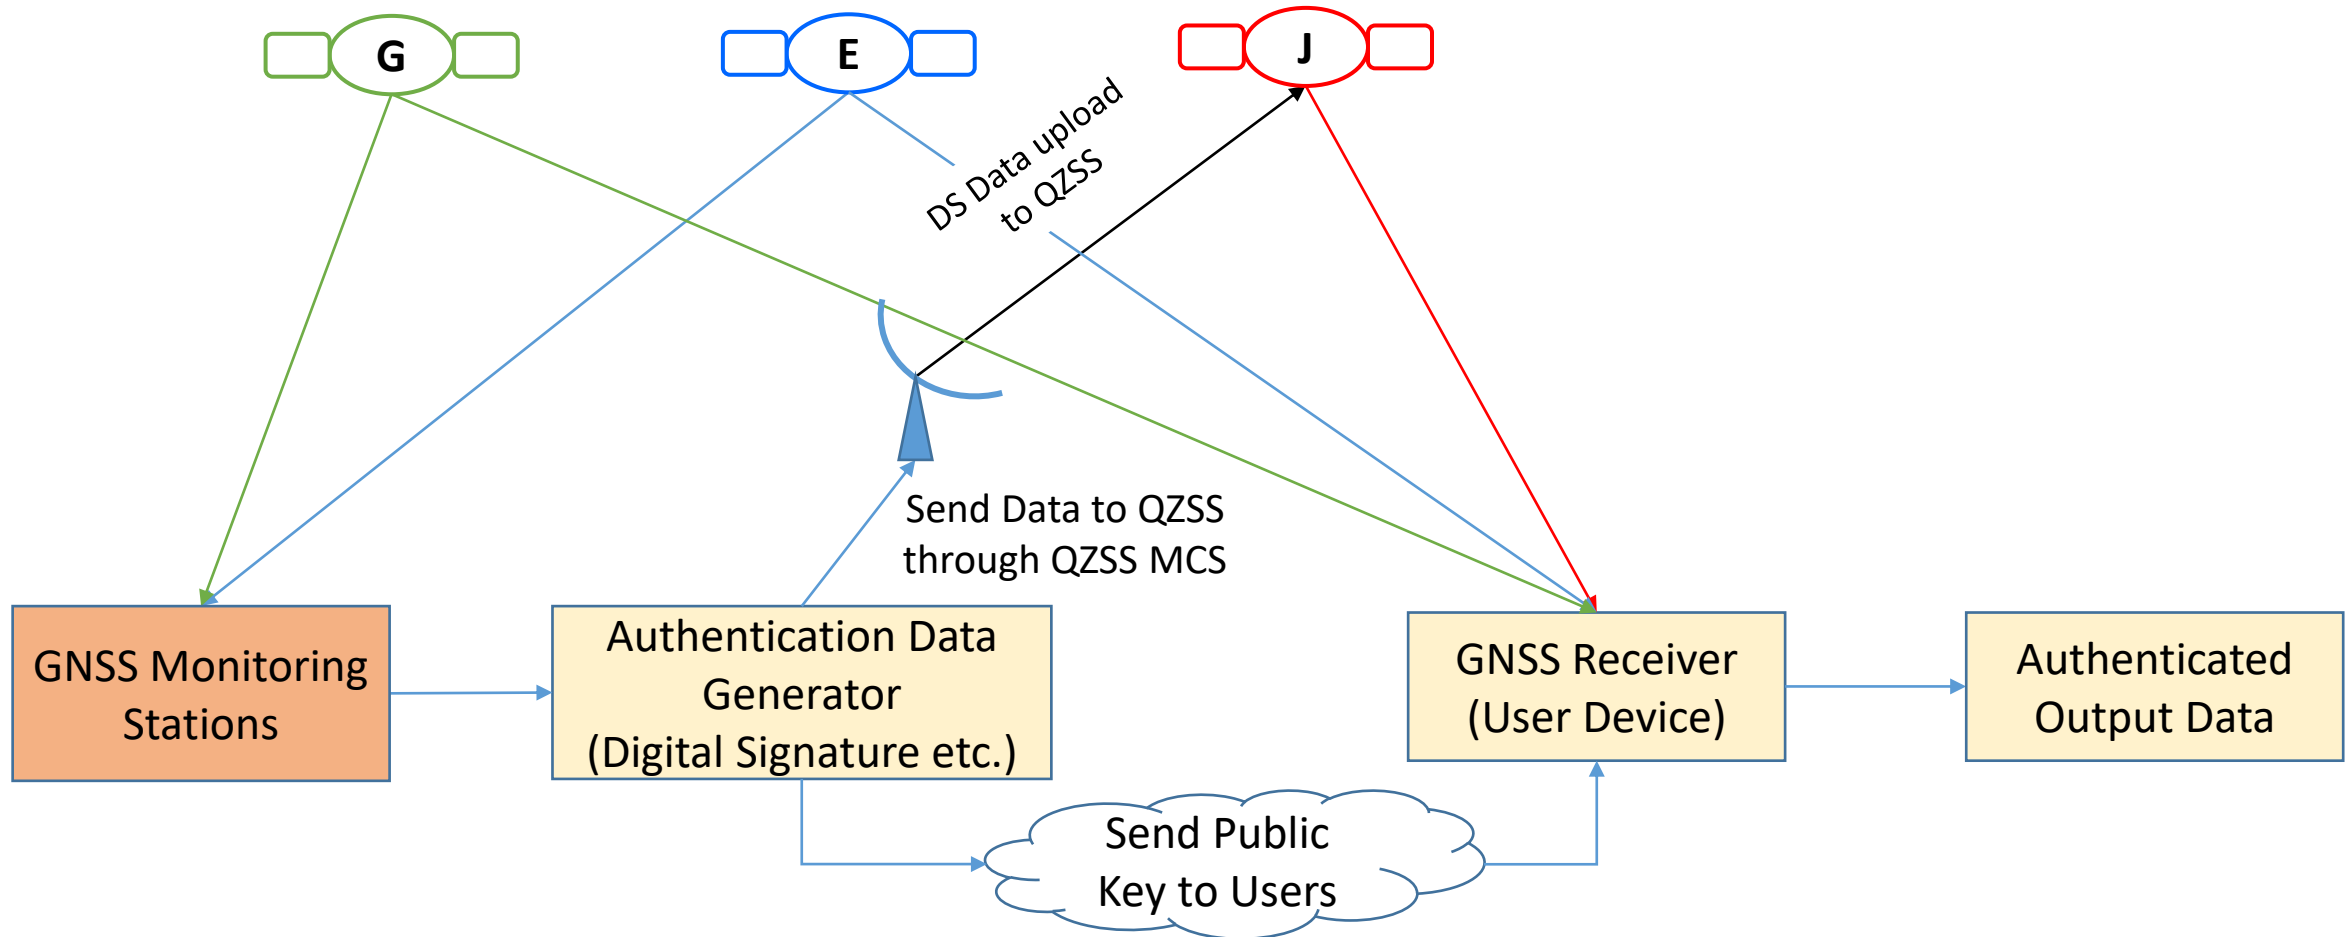 G
E
J
DS Data upload
to QZSS
Send Data to QZSS
through QZSS MCS
GNSS Monitoring
Stations
Authentication Data
Generator
(Digital Signature etc.)
GNSS Receiver
(User Device)
Authenticated
Output Data
Send Public
Key to Users